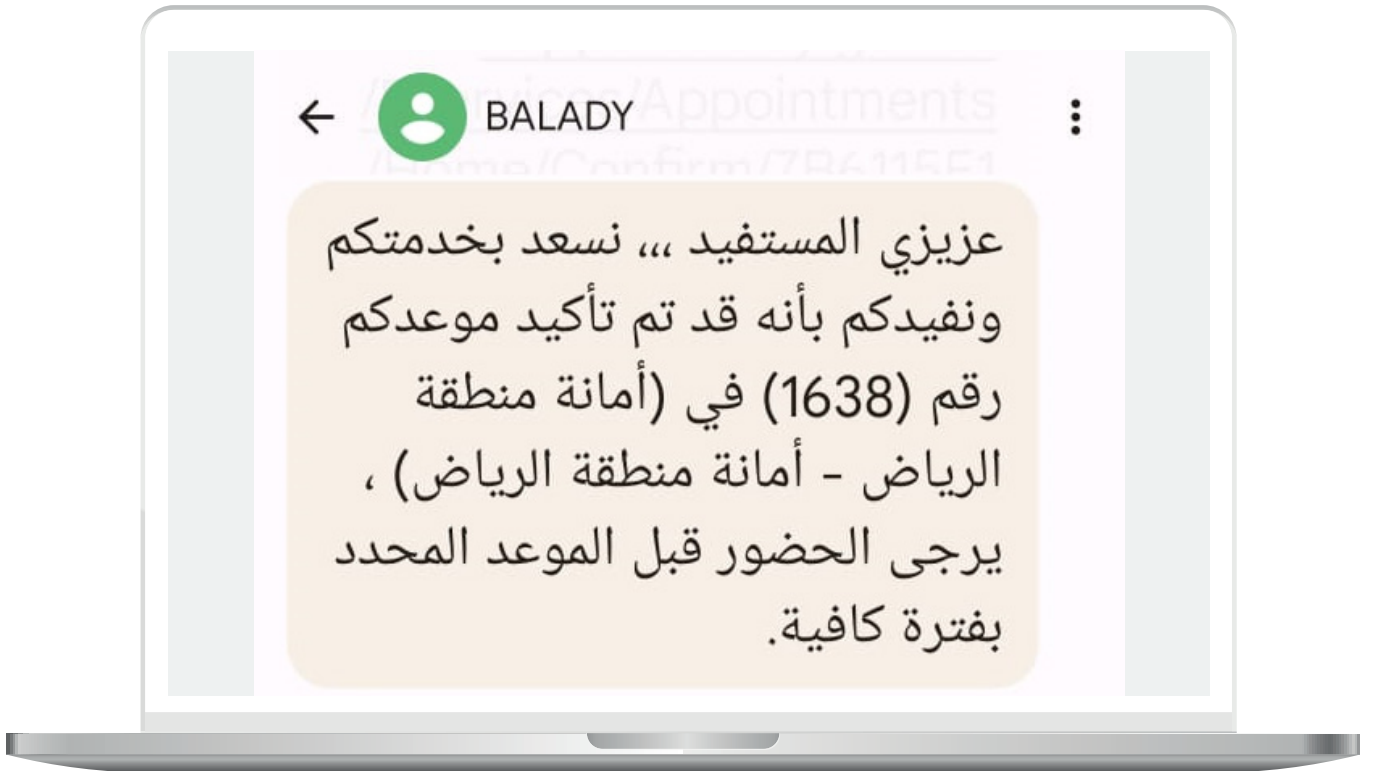 /Services/Appointments
/Home/Confirm/7B6115F1
BALADY
عزيزي المستفيد ،،، نسعد بخدمتكم
ونفيدكم بأنه قد تم تأكيد موعدكم
رقم (1638) في (أمانة منطقة
الرياض - أمانة منطقة الرياض) ،
يرجى الحضور قبل الموعد المحدد
بفترة كافية.